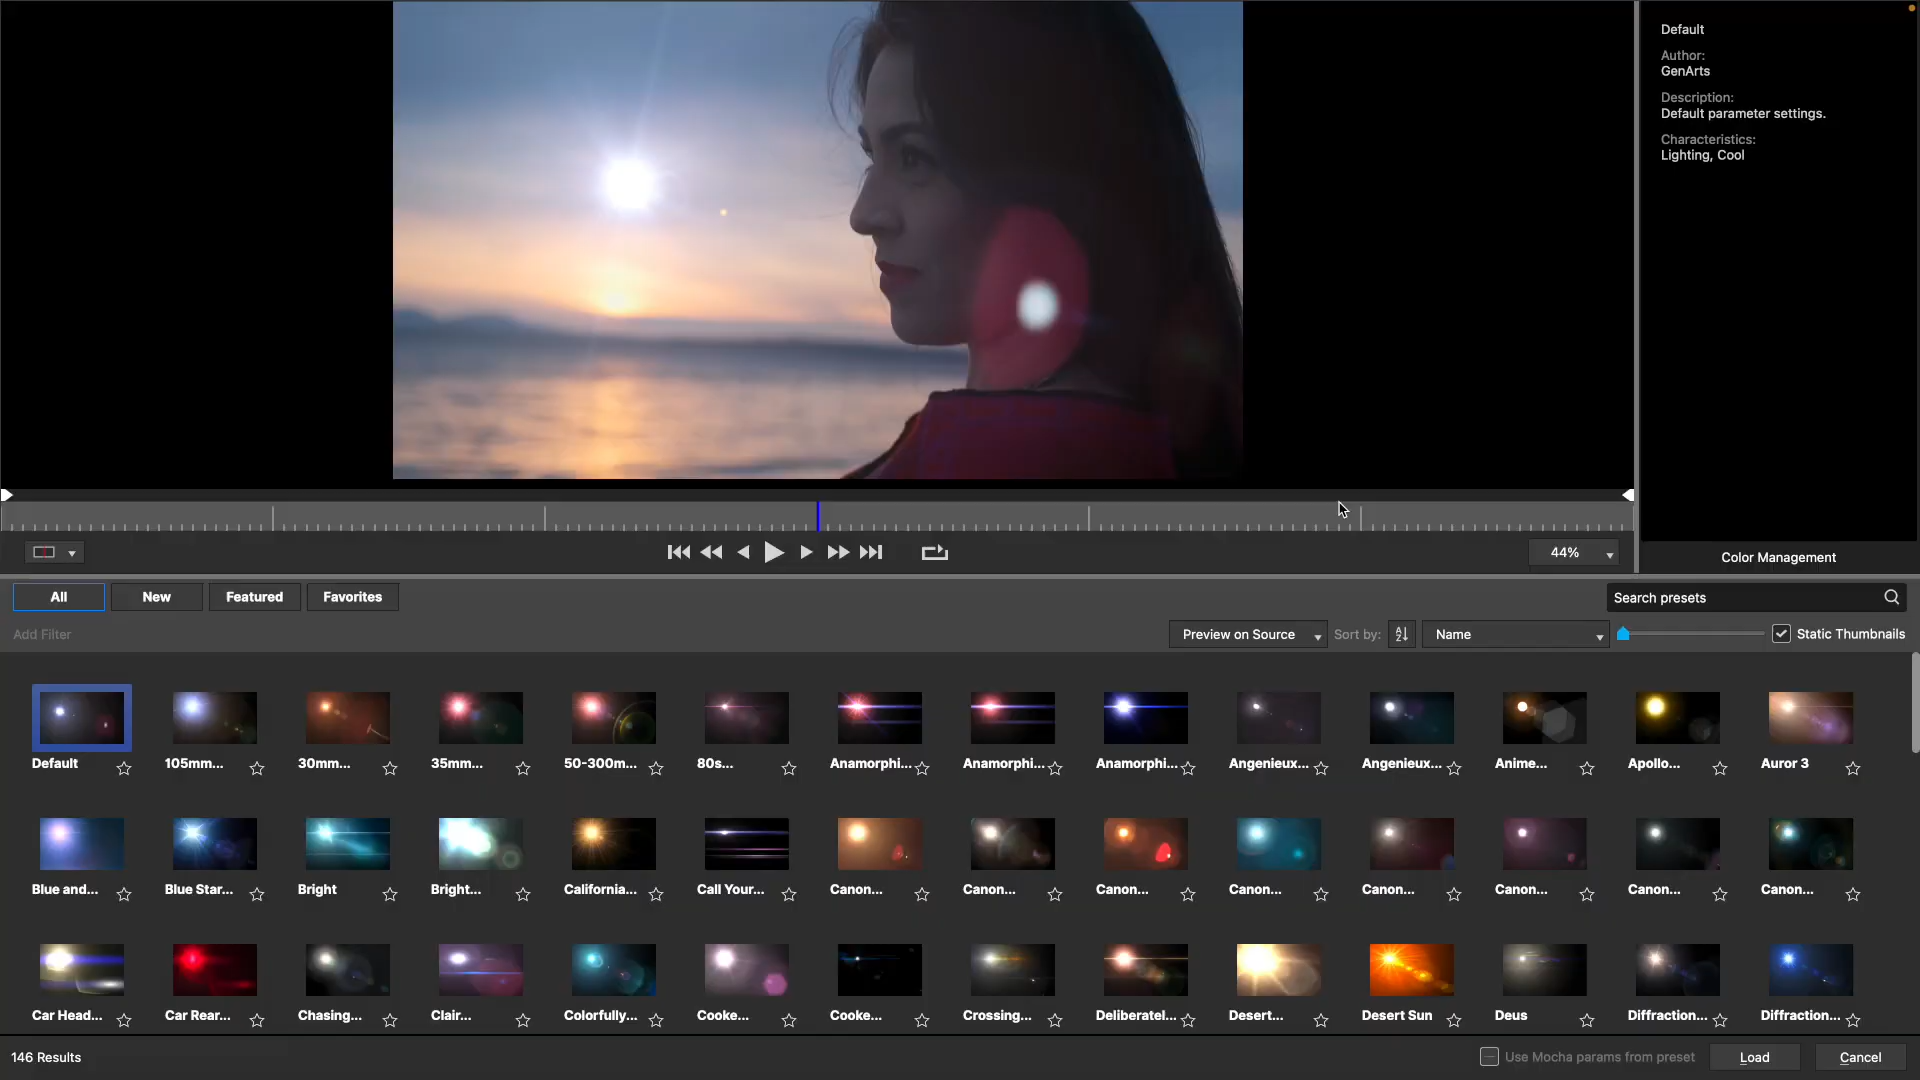 Default
Author:
GenArts
Description:
Default parameter settings.
Characteristics:
Lighting, Cool
44%
Color Management
All New Featured Favorites
Search presets
Add Filter
Preview on Source Sort by: Name Static Thumbnails
Default 105mm... 30mm... 35mm... 50-300m... 80s... Anamorphi... Anamorphi... Anamorphi... Angenieux... Angenieux... Anime... Apollo... Auror 3
Blue and... Blue Star... Bright Bright... California... Call Your... Canon... Canon... Canon... Canon... Canon... Canon... Canon... Canon...
Car Head... Car Rear... Chasing... Clair... Colorfully... Cooke... Cooke... Crossing... Deliberatel... Desert... Desert Sun Deus Diffraction... Diffraction...
146 Results
Use Mocha params from preset Load Cancel